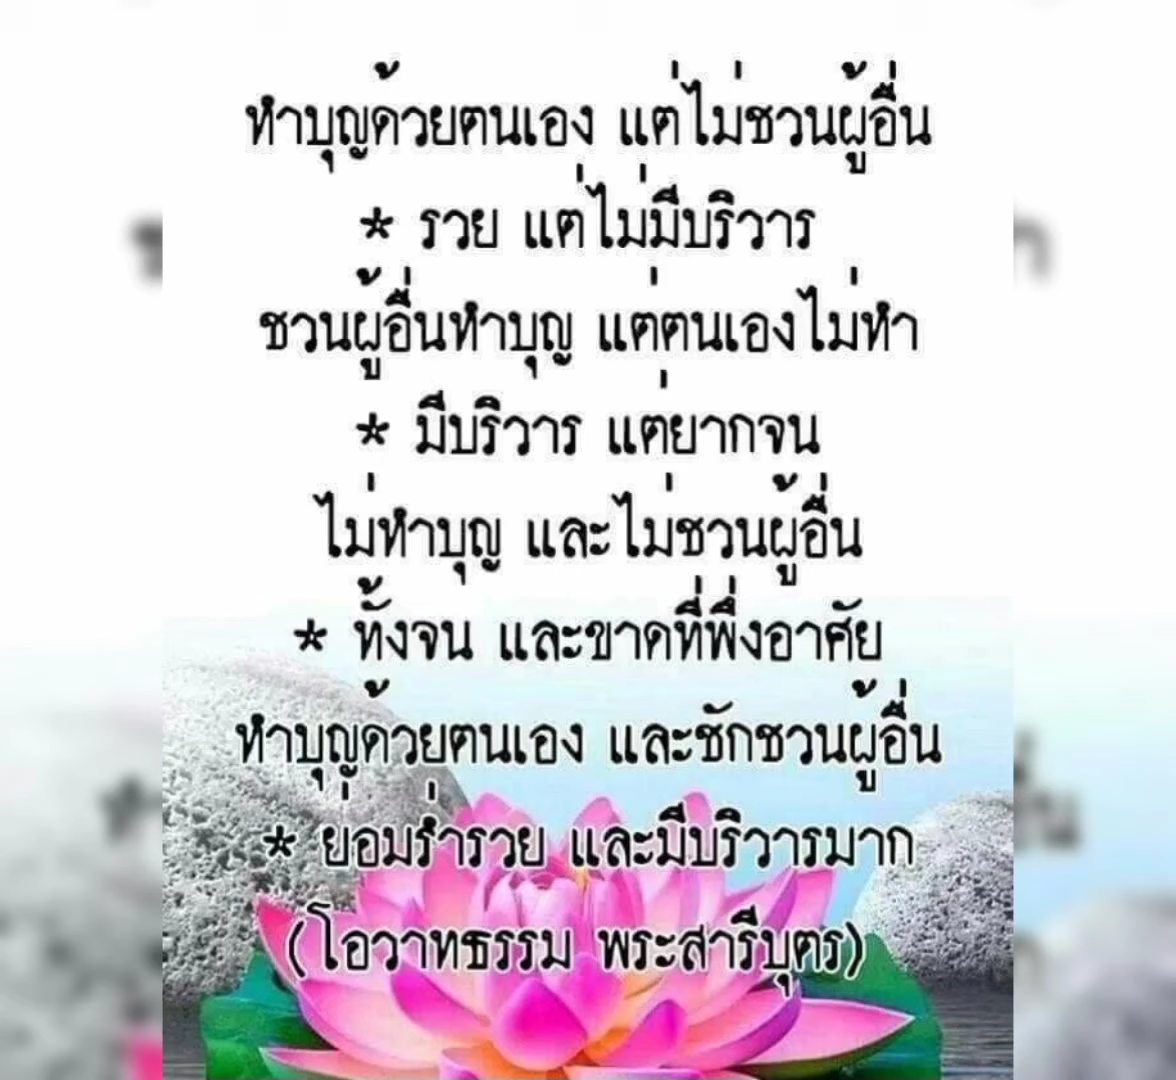 ทำบุญด้วยตนเอง แต่ไม่ชวนผู้อื่น
* รวย แต่ไม่มีบริวาร
ชวนผู้อื่นทำบุญ แต่ตนเองไม่ทำ
* มีบริวาร แต่ยากจน
ไม่ทำบุญ และไม่ชวนผู้อื่น
* ทั้งจน และขาดที่พึ่งอาศัย
ทำบุญด้วยตนเอง และชักชวนผู้อื่น
* ย่อมร่ำรวย และมีบริวารมาก
(โอวาทธรรม พระสารีบุตร)